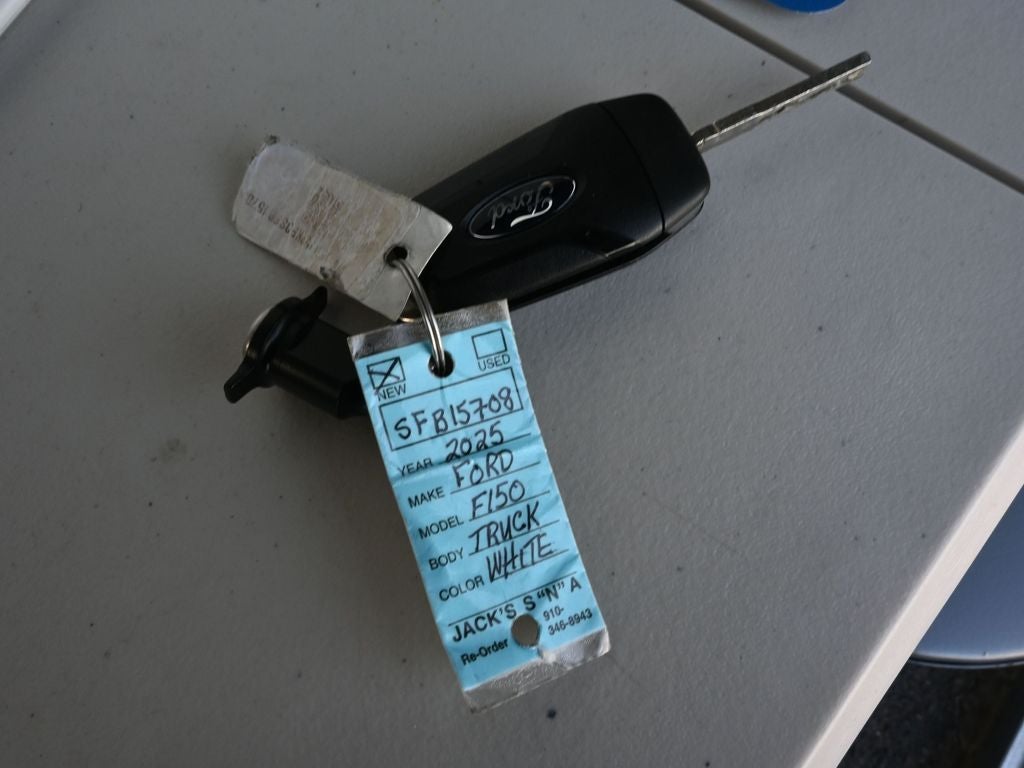 Ford
NEW
USED
SFB15708
YEAR 2025
MAKE FORD
MODEL F150
BODY TRUCK
COLOR WHITE
JACK'S S "N" A
Re-Order 910-
346-8943